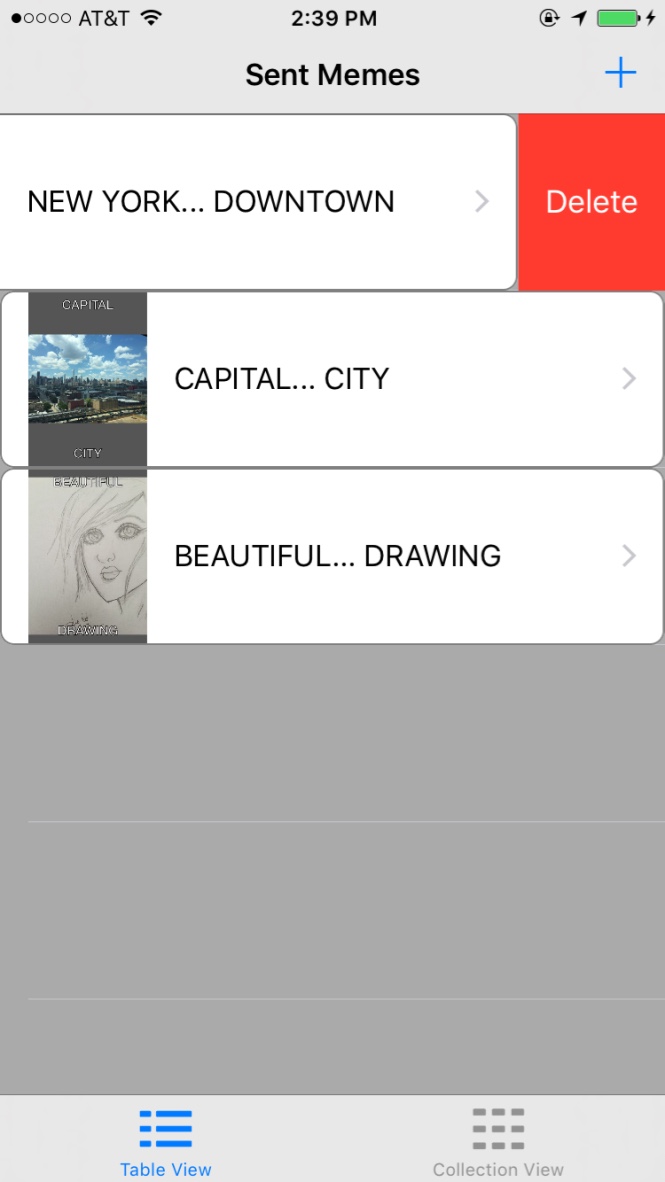 AT&T 2:39 PM
Sent Memes
NEW YORK... DOWNTOWN
Delete
CAPITAL
CAPITAL... CITY
CITY
BEAUTIFUL
BEAUTIFUL... DRAWING
DRAWING
Table View
Collection View